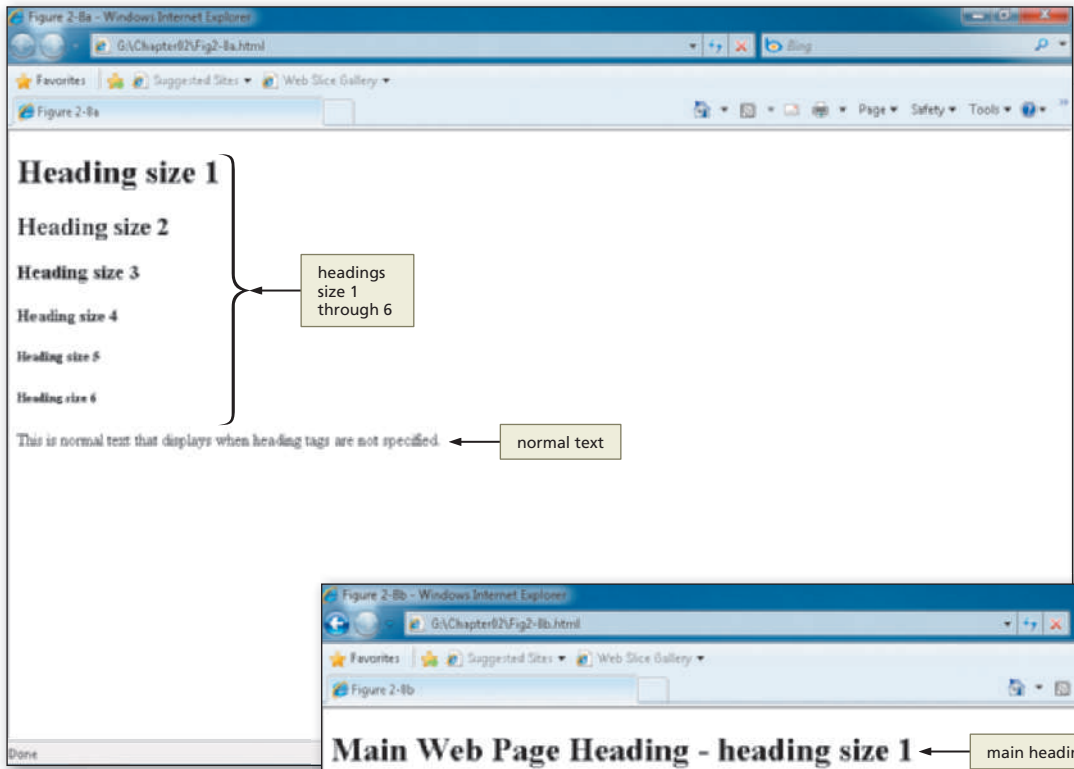 Figure 2-8a - Windows Internet Explorer
G:\Chapter02\Fig2-8a.html
Bing
Favorites Suggested Sites Web Slice Gallery
Figure 2-8a
Page Safety Tools
Heading size 1
Heading size 2
Heading size 3
Heading size 4
Heading size 5
Heading size 6
headings
size 1
through 6
This is normal text that displays when heading tags are not specified.
normal text
Done
Figure 2-8b - Windows Internet Explorer
G:\Chapter02\Fig2-8b.html
Favorites Suggested Sites Web Slice Gallery
Figure 2-8b
Main Web Page Heading - heading size 1
main headin